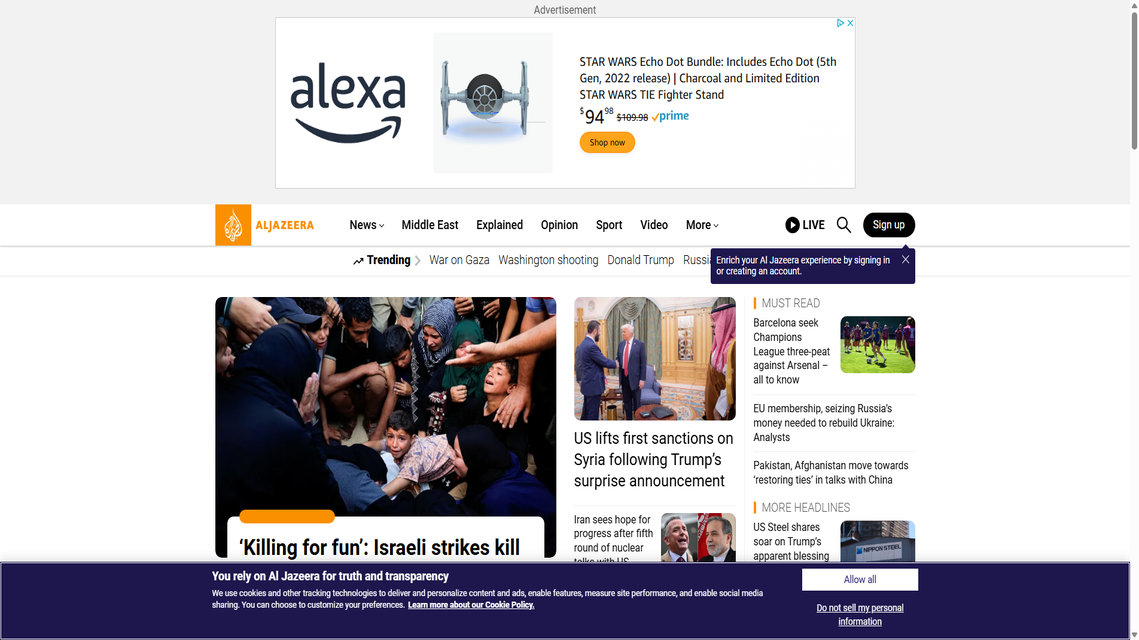 Advertisement
alexa
STAR WARS Echo Dot Bundle: Includes Echo Dot (5th
Gen, 2022 release) | Charcoal and Limited Edition
STAR WARS TIE Fighter Stand
$94.98 $109.98 prime
Shop now
ALJAZEERA
News Middle East Explained Opinion Sport Video More
LIVE
Sign up
Trending War on Gaza Washington shooting Donald Trump Russia
Enrich your Al Jazeera experience by signing in
or creating an account.
‘Killing for fun’: Israeli strikes kill
US lifts first sanctions on
Syria following Trump’s
surprise announcement
Iran sees hope for
progress after fifth
round of nuclear
talks with US
MUST READ
Barcelona seek
Champions
League three-peat
against Arsenal –
all to know
EU membership, seizing Russia’s
money needed to rebuild Ukraine:
Analysts
Pakistan, Afghanistan move towards
‘restoring ties’ in talks with China
MORE HEADLINES
US Steel shares
soar on Trump’s
apparent blessing
NIPPON STEEL
You rely on Al Jazeera for truth and transparency
We use cookies and other tracking technologies to deliver and personalize content and ads, enable features, measure site performance, and enable social media
sharing. You can choose to customize your preferences. Learn more about our Cookie Policy.
Allow all
Do not sell my personal
information